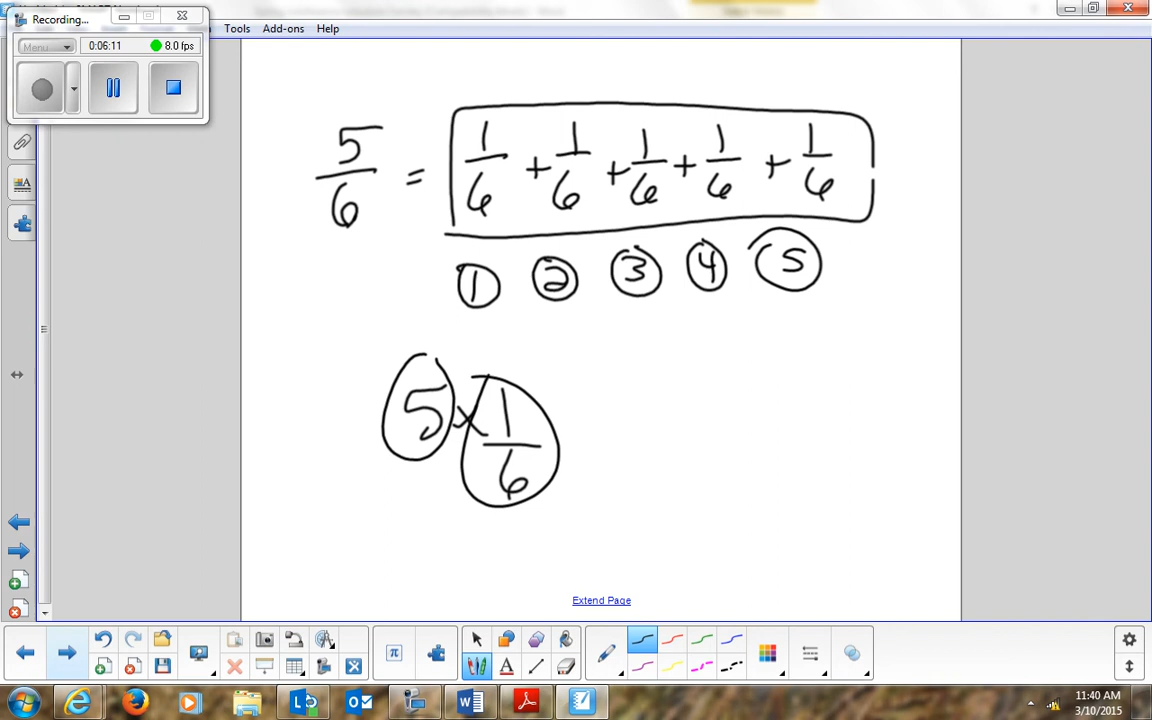 Recording...
Menu 0:06:11 8.0 fps
Tools Add-ons Help
5/6 = 1/6 + 1/6 + 1/6 + 1/6 + 1/6
1 2 3 4 5
5 × 1/6
Extend Page
π
A
11:40 AM
3/10/2015